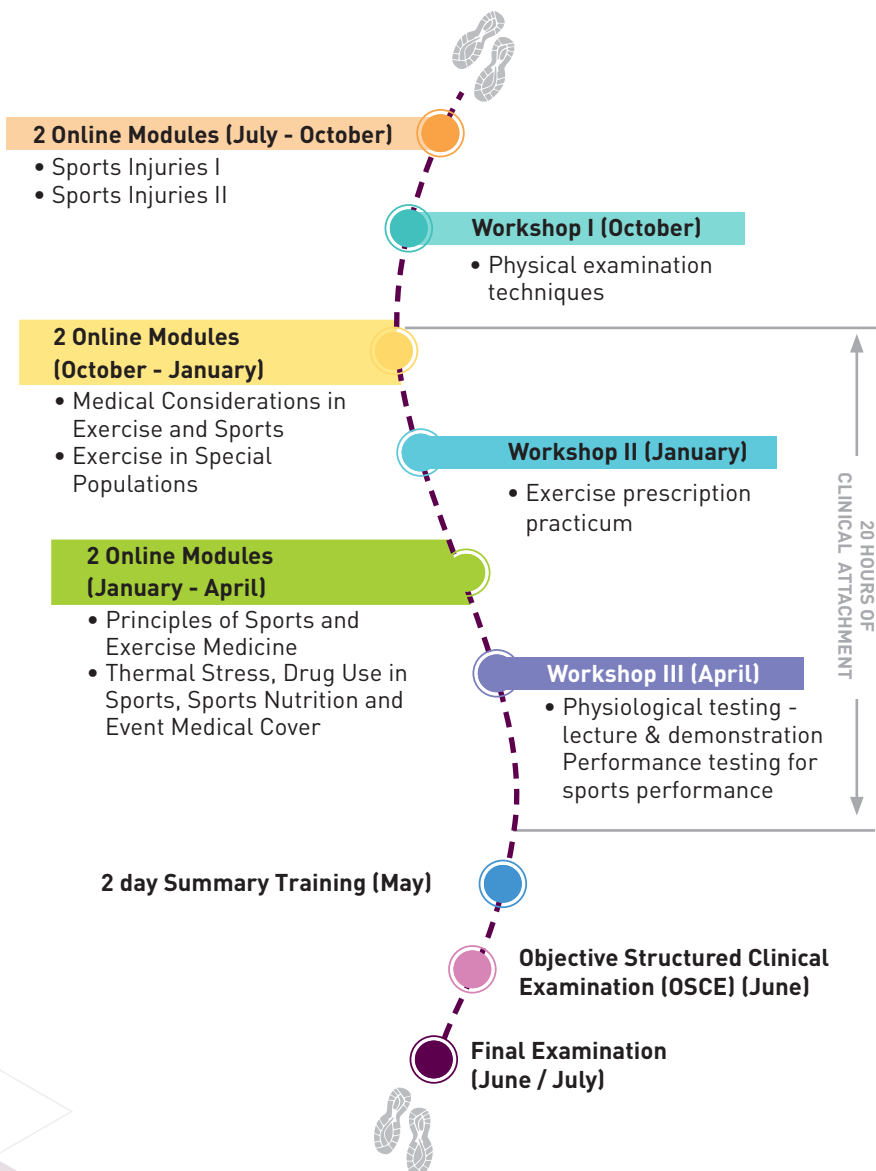 2 Online Modules (July - October)
• Sports Injuries I
• Sports Injuries II
Workshop I (October)
• Physical examination
techniques
2 Online Modules
(October - January)
• Medical Considerations in
Exercise and Sports
• Exercise in Special
Populations
Workshop II (January)
• Exercise prescription
practicum
2 Online Modules
(January - April)
• Principles of Sports and
Exercise Medicine
• Thermal Stress, Drug Use in
Sports, Sports Nutrition and
Event Medical Cover
Workshop III (April)
• Physiological testing -
lecture & demonstration
Performance testing for
sports performance
20 HOURS OF
CLINICAL ATTACHMENT
2 day Summary Training (May)
Objective Structured Clinical
Examination (OSCE) (June)
Final Examination
(June / July)